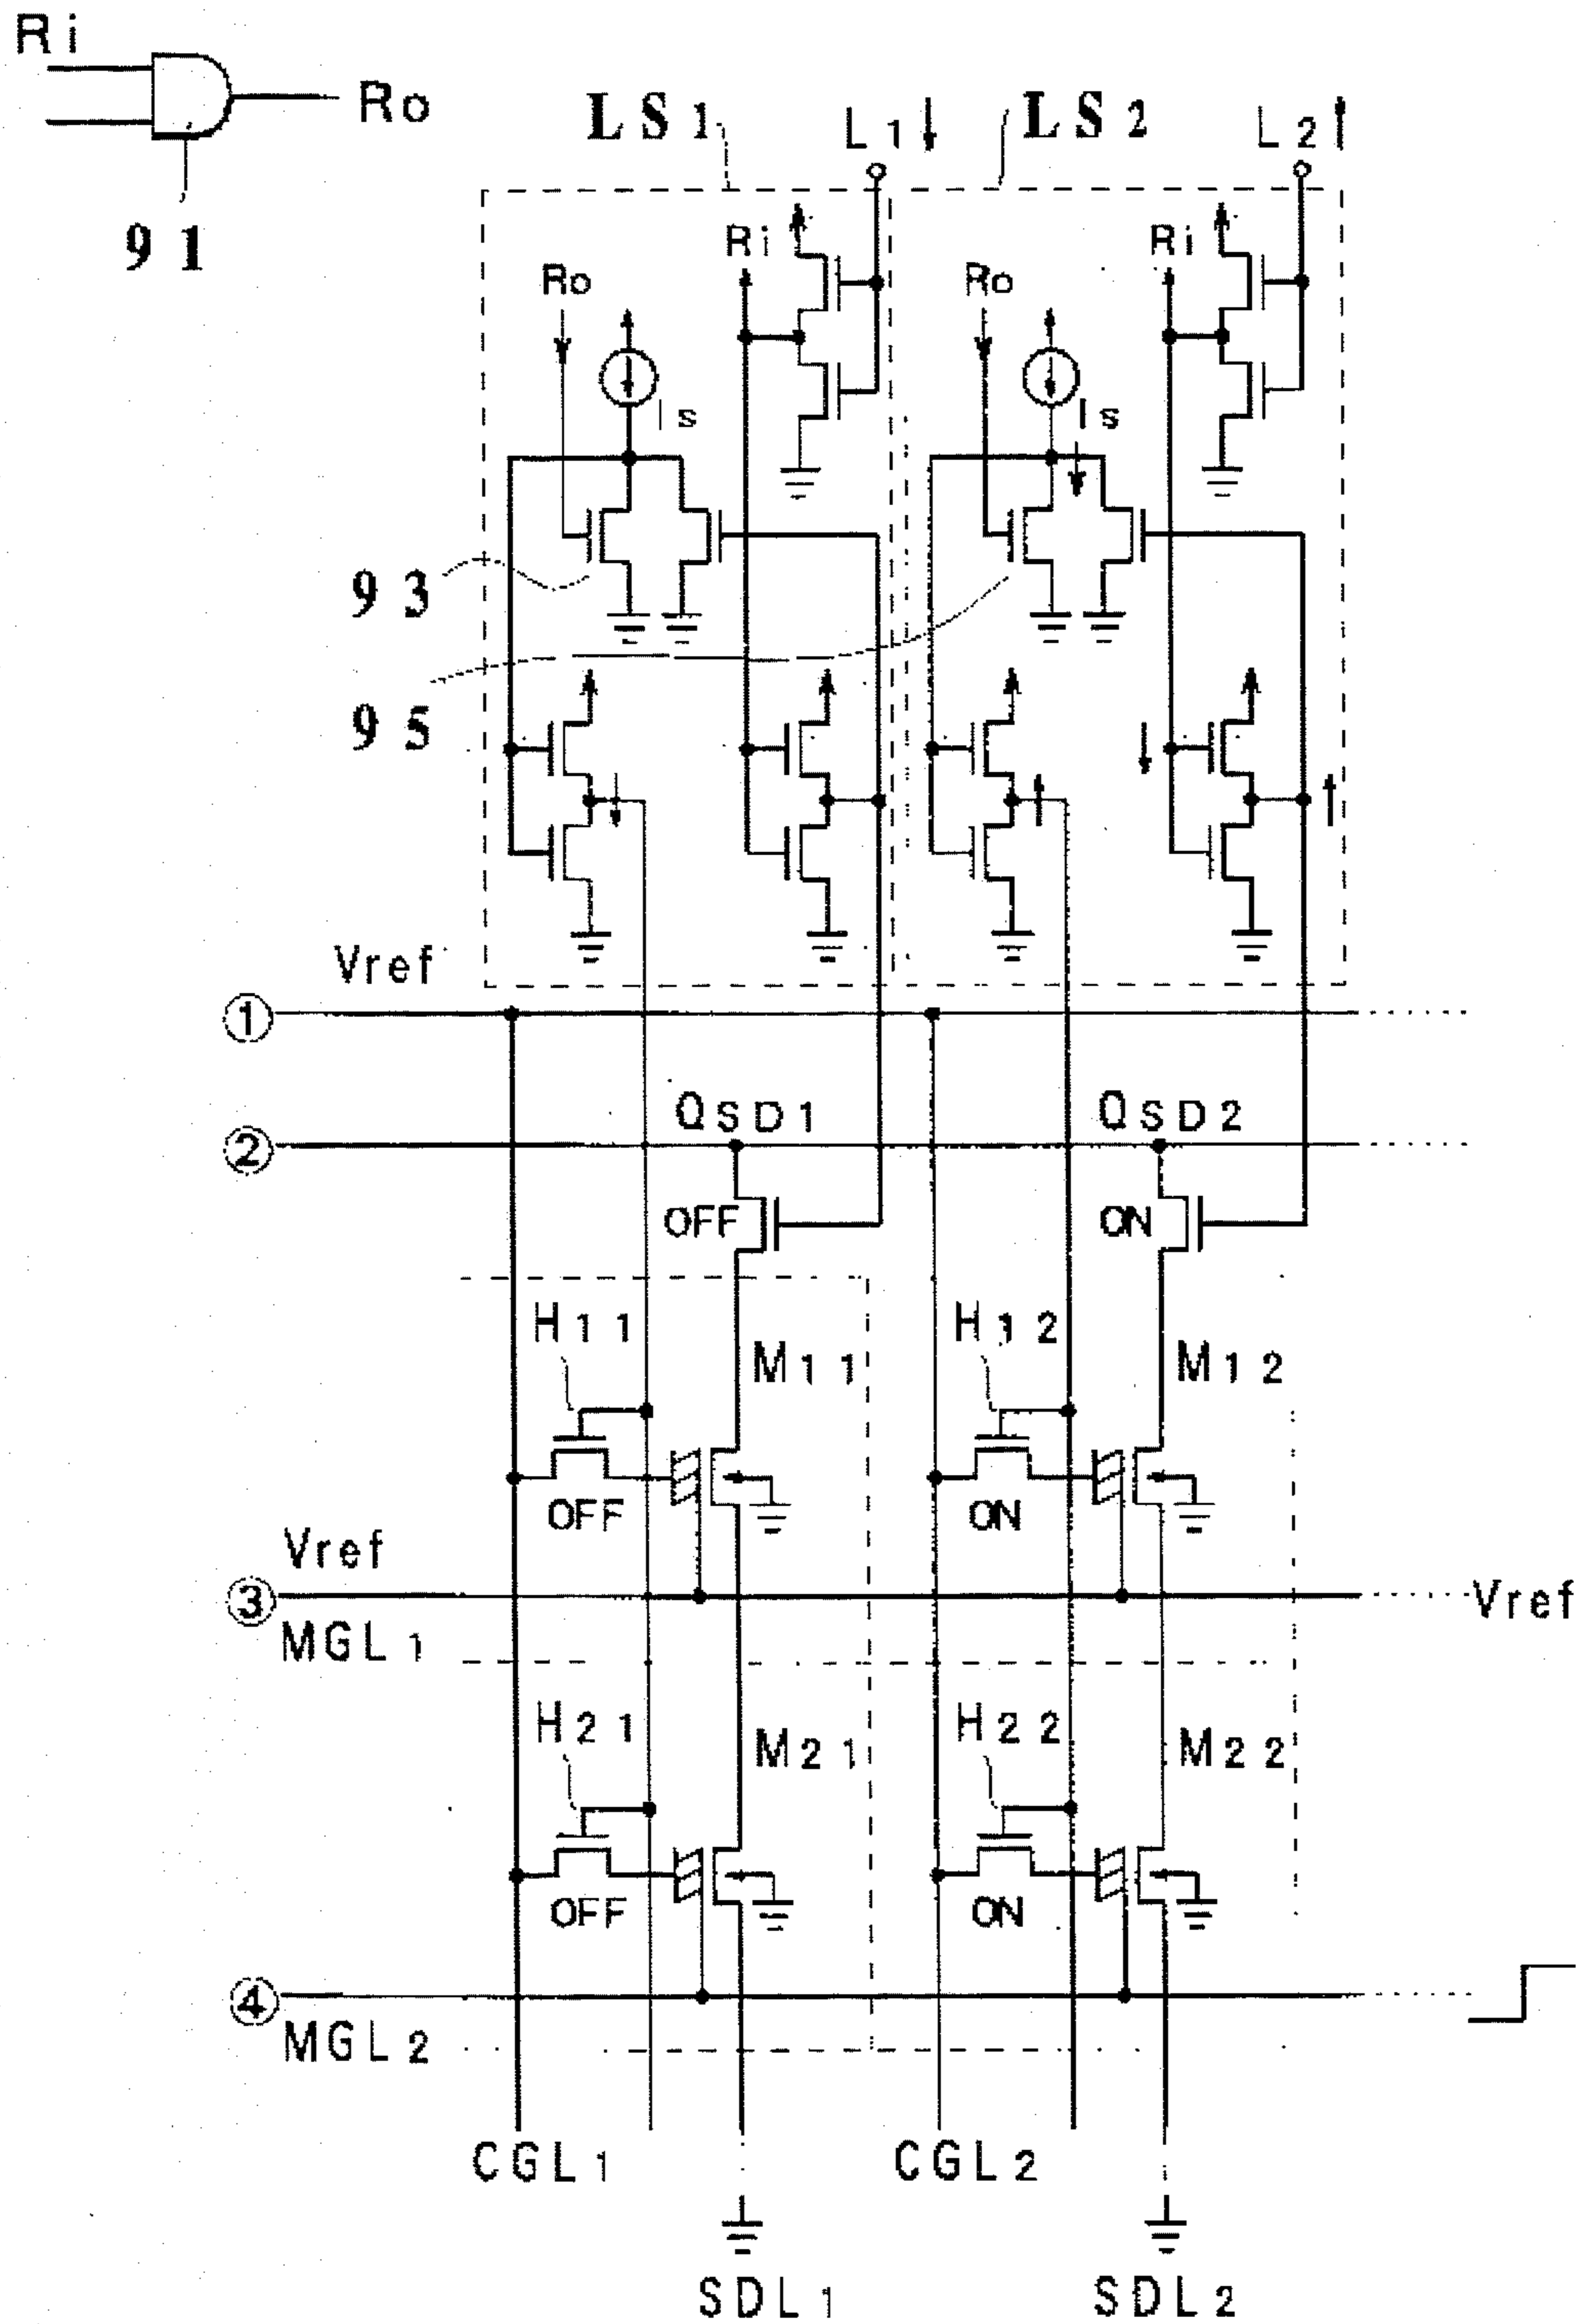 Ri
Ro
91
LS1
L1
LS2
L2
Ri
Ro
Is
Ri
Ro
Is
93
95
Vref
①
②
QSD1
QSD2
OFF
ON
H11
M11
H12
M12
OFF
ON
Vref
③
MGL1
Vref
H21
M21
H22
M22
OFF
ON
④
MGL2
CGL1
CGL2
SDL1
SDL2